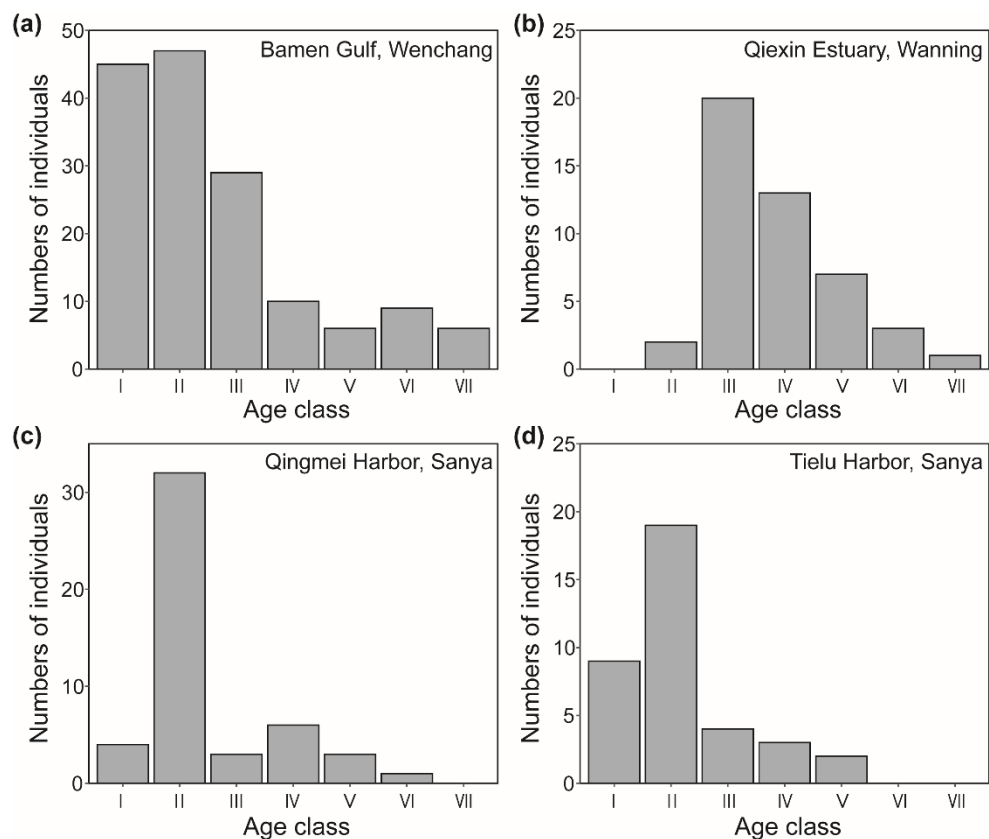 (a)
Bamen Gulf, Wenchang
Numbers of individuals
50
40
30
20
10
0
I II III IV V VI VII
Age class
(b)
Qiexin Estuary, Wanning
Numbers of individuals
25
20
15
10
5
0
I II III IV V VI VII
Age class
(c)
Qingmei Harbor, Sanya
Numbers of individuals
30
20
10
0
I II III IV V VI VII
Age class
(d)
Tielu Harbor, Sanya
Numbers of individuals
25
20
15
10
5
0
I II III IV V VI VII
Age class